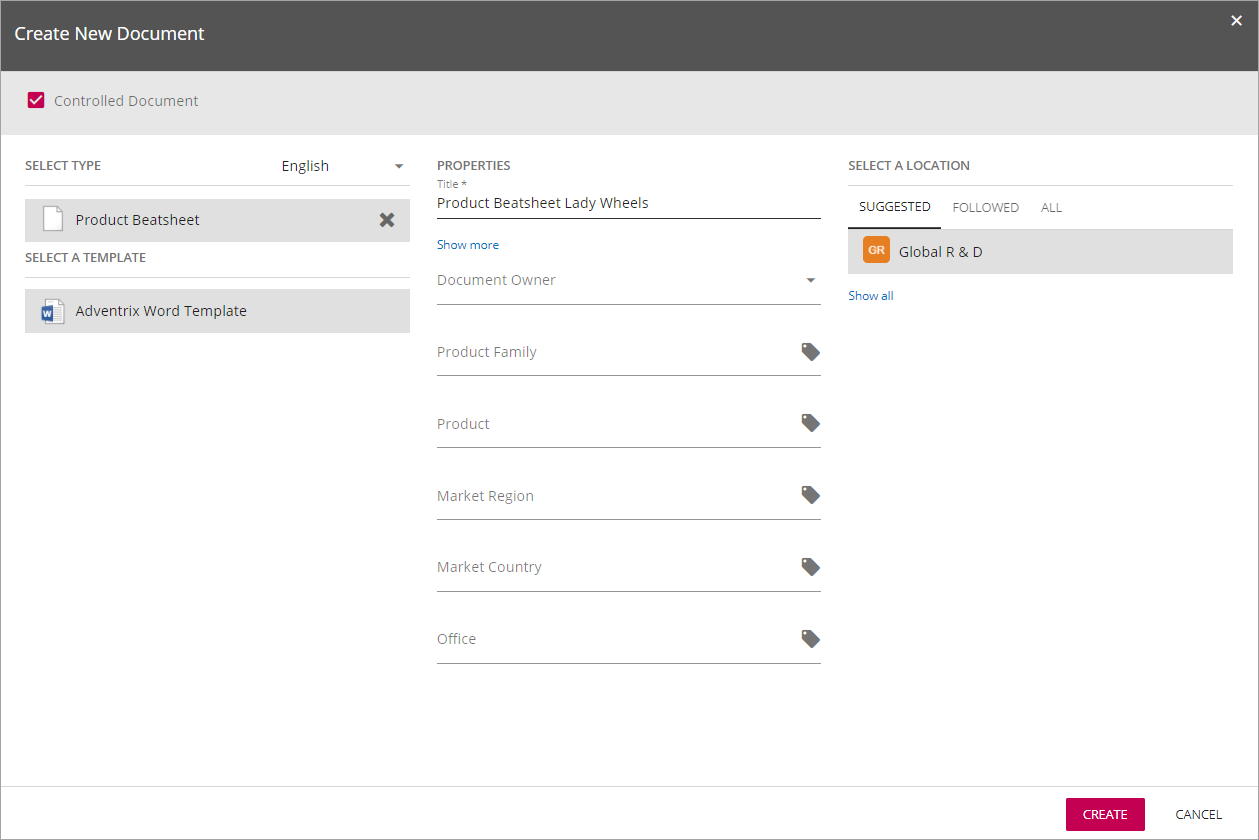 Create New Document
Controlled Document
SELECT TYPE
English
Product Beatsheet
SELECT A TEMPLATE
W
Adventrix Word Template
PROPERTIES
Title *
Product Beatsheet Lady Wheels
Show more
Document Owner
Product Family
Product
Market Region
Market Country
Office
SELECT A LOCATION
SUGGESTED FOLLOWED ALL
GR Global R & D
Show all
CREATE CANCEL